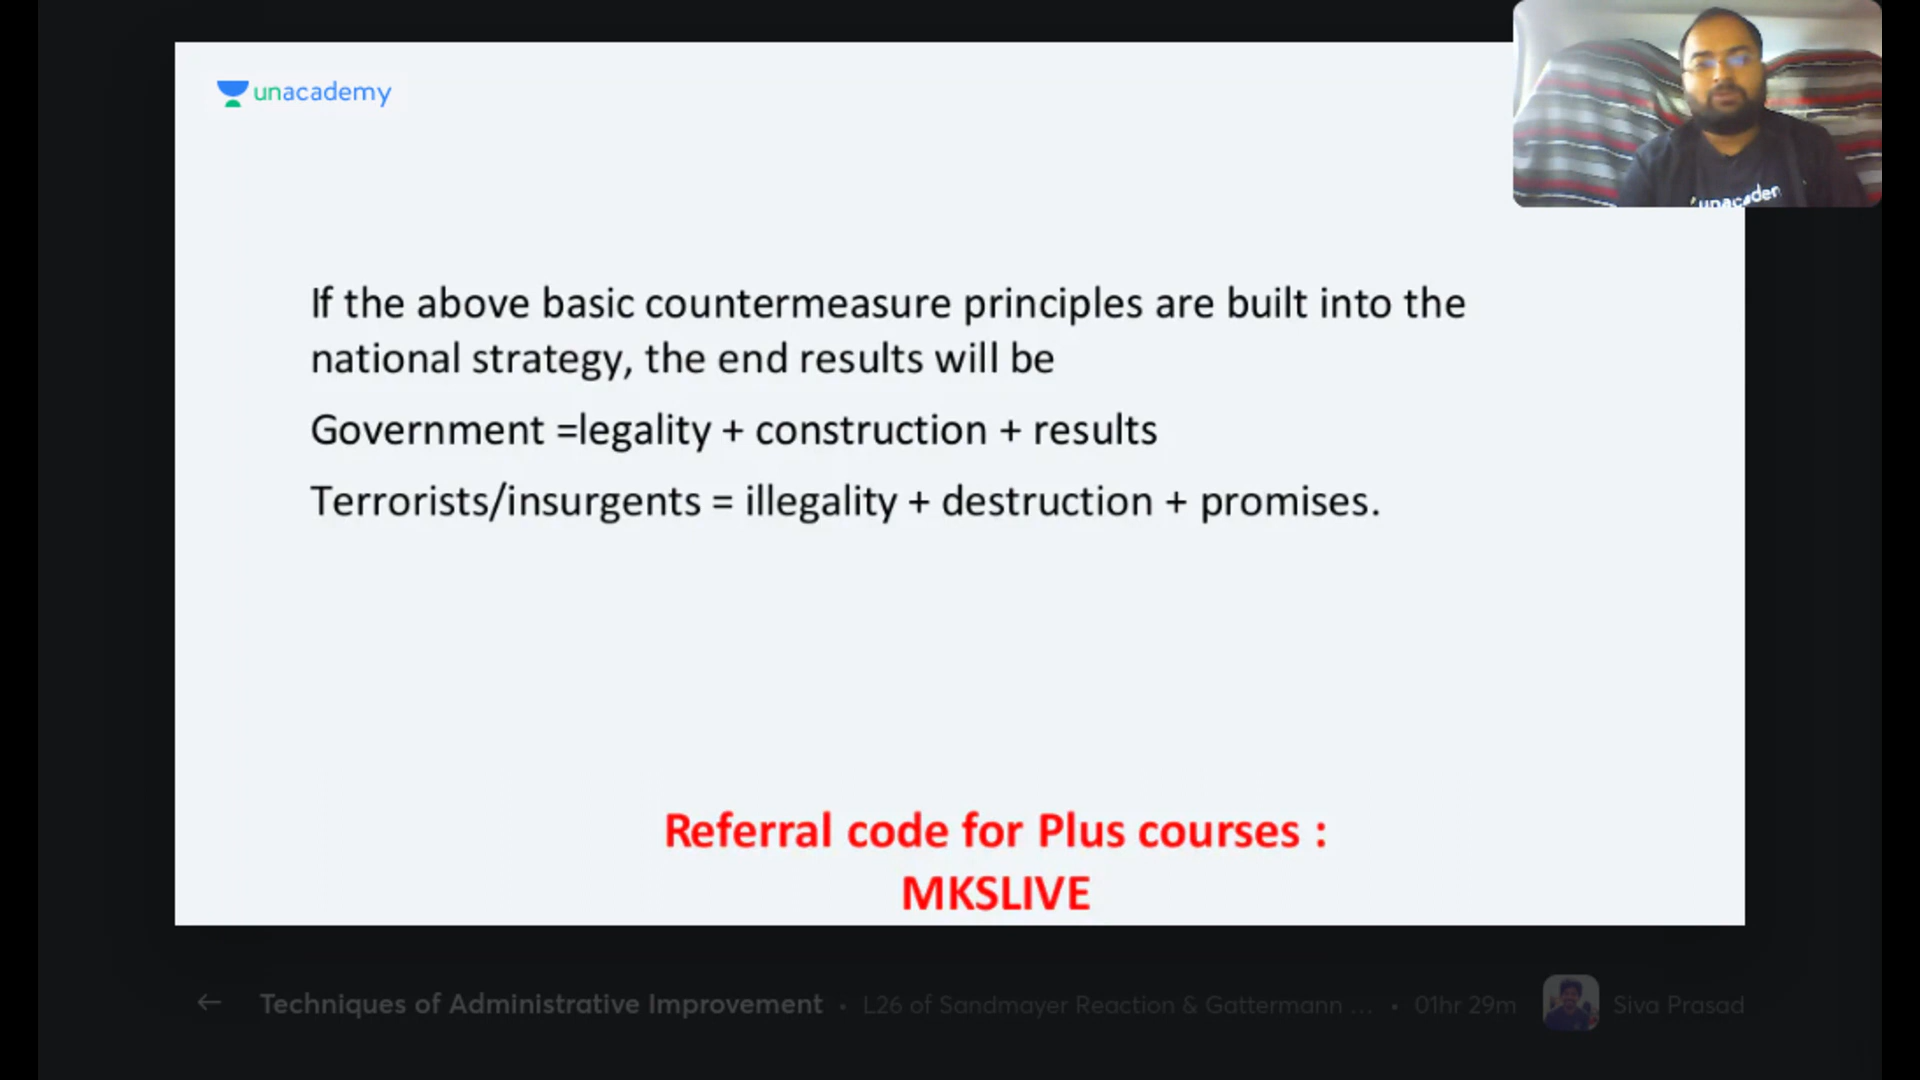 unacademy
unacaden
If the above basic countermeasure principles are built into the
national strategy, the end results will be
Government =legality + construction + results
Terrorists/insurgents = illegality + destruction + promises.
Referral code for Plus courses :
MKSLIVE
← Techniques of Administrative Improvement • L26 of Sandmayer Reaction & Gattermann ... • 01hr 29m Siva Prasad